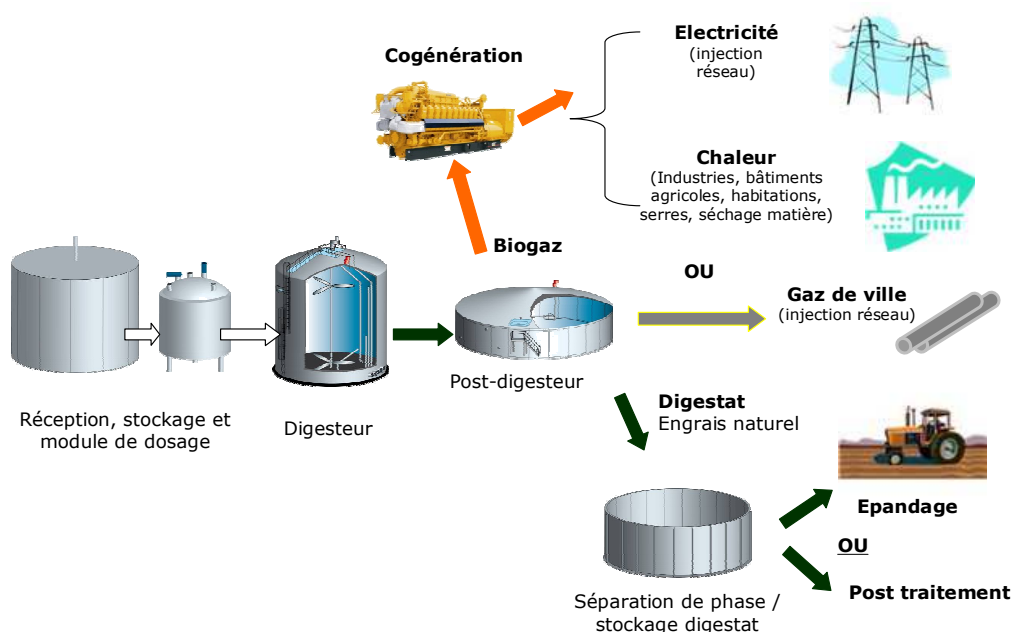 Cogénération
Electricité
(injection
réseau)
Chaleur
(Industries, bâtiments
agricoles, habitations,
serres, séchage matière)
Biogaz
OU
Gaz de ville
(injection réseau)
Réception, stockage et
module de dosage
Digesteur
Post-digesteur
Digestat
Engrais naturel
Epandage
OU
Post traitement
Séparation de phase /
stockage digestat